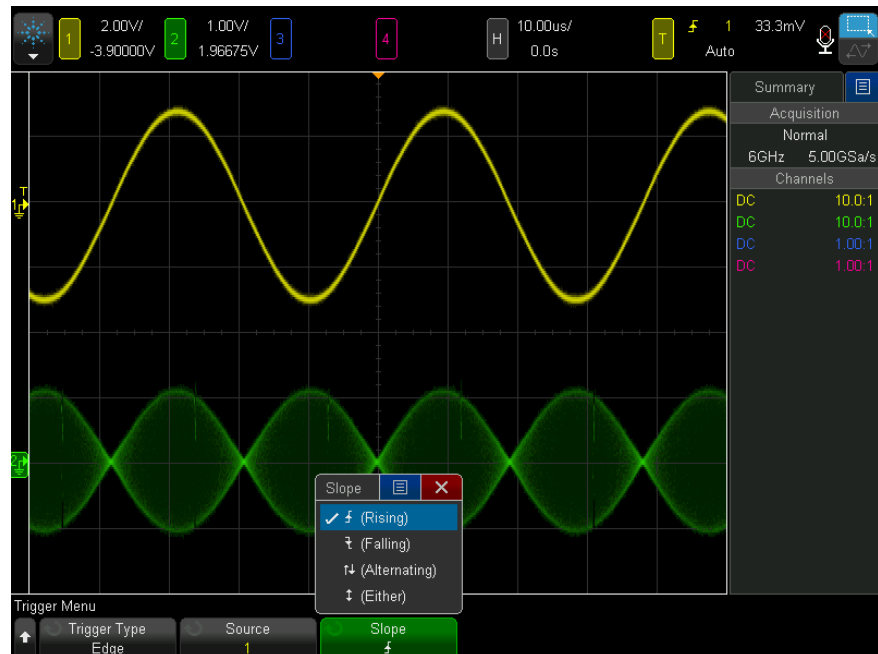 1 2.00V/ 2 1.00V/ 3 4 H 10.00us/ T 1 33.3mV
-3.90000V 1.96675V 0.0s Auto
Summary
Acquisition
Normal
6GHz 5.00GSa/s
Channels
DC 10.0:1
DC 10.0:1
DC 1.00:1
DC 1.00:1
T
1
2
Slope
(Rising)
(Falling)
(Alternating)
(Either)
Trigger Menu
Trigger Type Source Slope
Edge 1